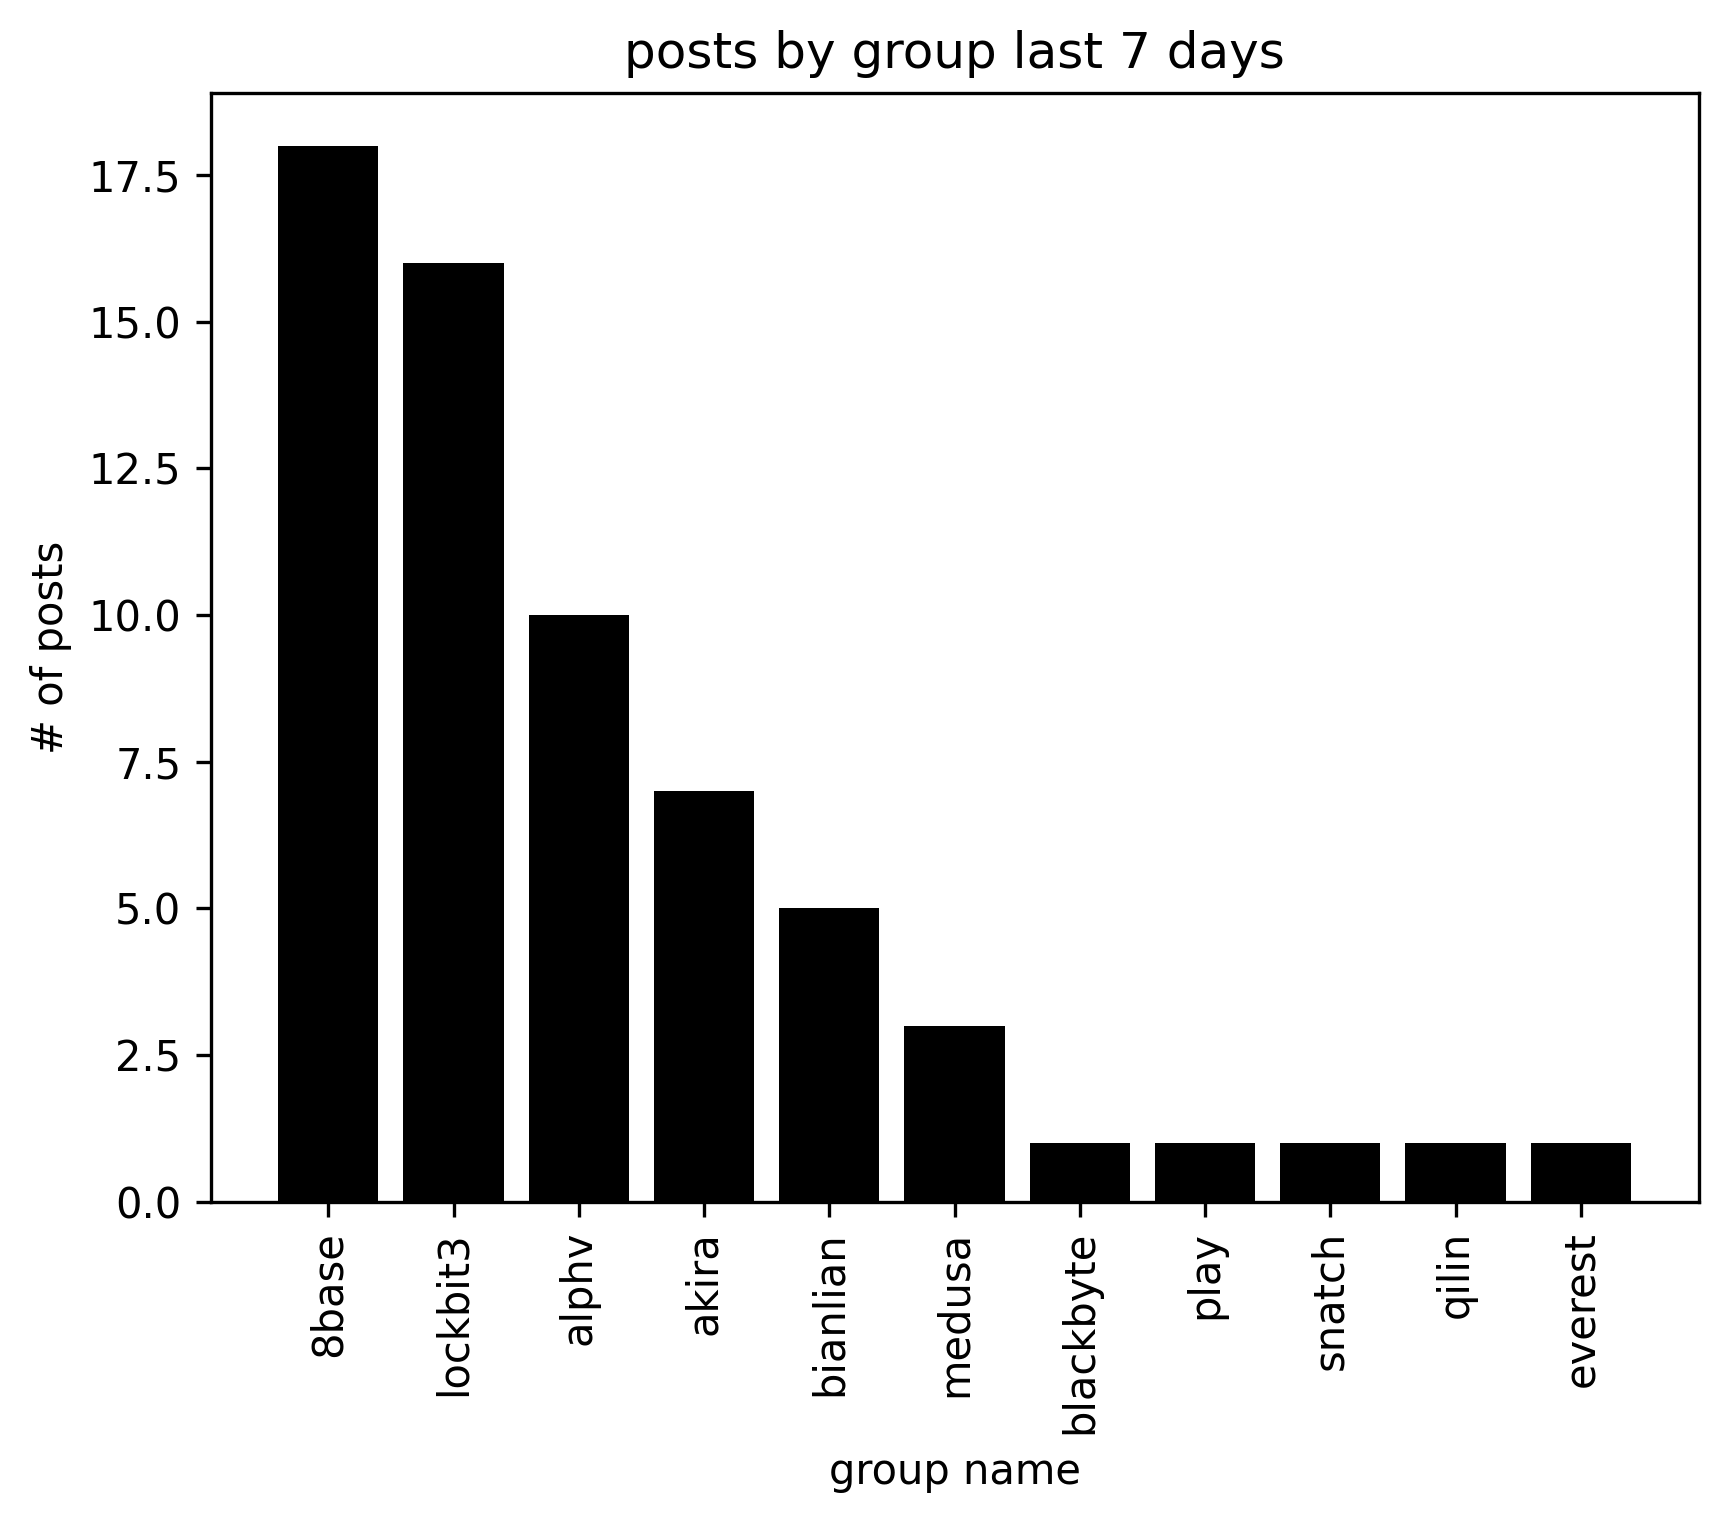 posts by group last 7 days
# of posts
17.5
15.0
12.5
10.0
7.5
5.0
2.5
0.0
8base
lockbit3
alphv
akira
bianlian
medusa
blackbyte
play
snatch
qilin
everest
group name